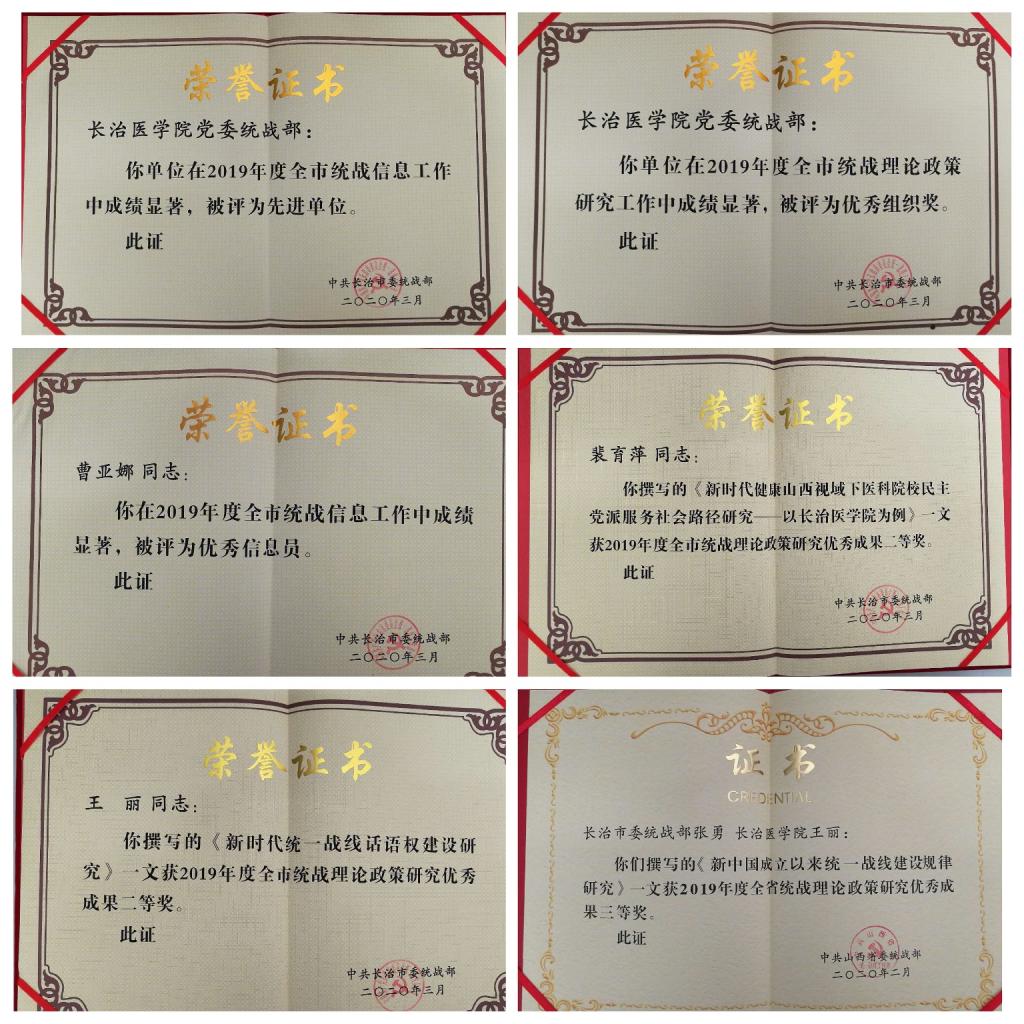 荣誉证书
长治医学院党委统战部：
你单位在2019年度全市统战信息工作
中成绩显著，被评为先进单位。
此证
中共长治市委统战部
二〇二〇年三月
荣誉证书
长治医学院党委统战部：
你单位在2019年度全市统战理论政策
研究工作中成绩显著，被评为优秀组织奖。
此证
中共长治市委统战部
二〇二〇年三月
荣誉证书
曹亚娜 同志：
你在2019年度全市统战信息工作中成绩
显著，被评为优秀信息员。
此证
中共长治市委统战部
二〇二〇年三月
荣誉证书
裴育萍 同志：
你撰写的《新时代健康山西视域下医科院校民主
党派服务社会路径研究——以长治医学院为例》一文
获2019年度全市统战理论政策研究优秀成果二等奖。
此证
中共长治市委统战部
二〇二〇年三月
荣誉证书
王 丽 同志：
你撰写的《新时代统一战线话语权建设研
究》一文获2019年度全市统战理论政策研究优秀
成果二等奖。
此证
中共长治市委统战部
二〇二〇年三月
证书
CREDENTIAL
长治市委统战部张勇 长治医学院王丽：
你们撰写的《新中国成立以来统一战线建设规律
研究》一文获2019年度全省统战理论政策研究优秀成
果三等奖。
此证
中共山西省委统战部
二〇二〇年二月